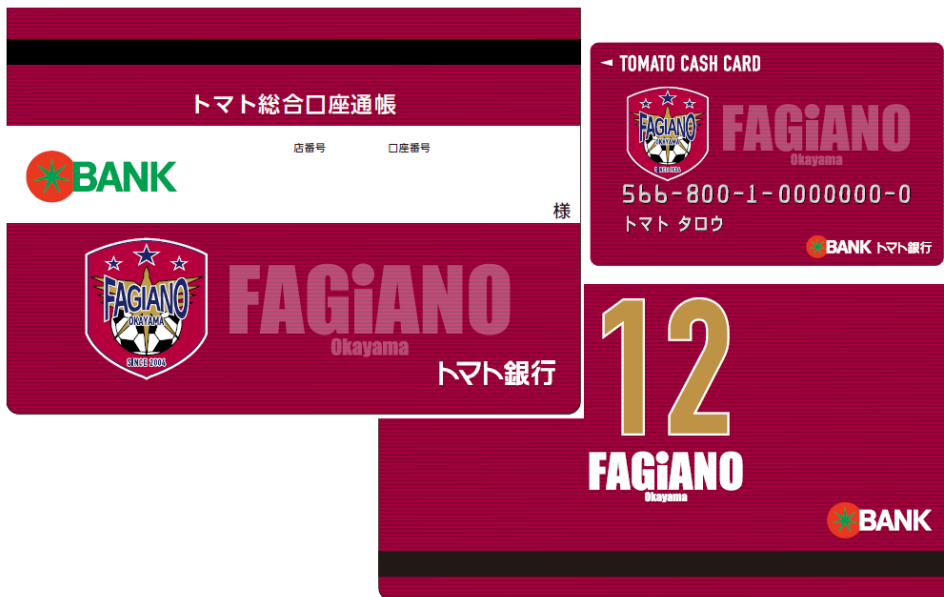 トマト総合口座通帳
店番号 口座番号
BANK
様
FAGiANO
OKAYAMA
SINCE 2004
FAGiANO
Okayama
トマト銀行
TOMATO CASH CARD
FAGiANO
FAGiANO
Okayama
566-800-1-0000000-0
トマト タロウ
BANK トマト銀行
12
FAGiANO
Okayama
BANK